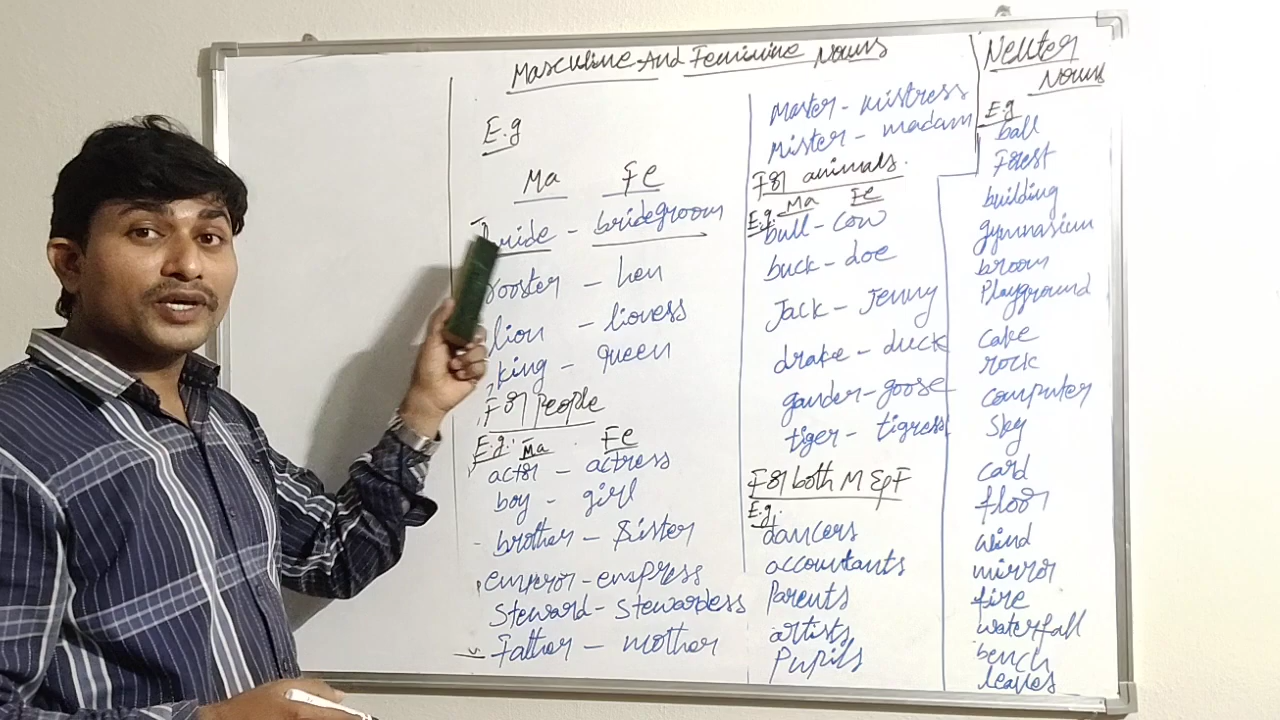 Masculine And Feminine Nouns
E.g
Ma Fe
bride - bridegroom
rooster - hen
lion - lioness
king - queen
For people
E.g. Ma Fe
actor - actress
boy - girl
brother - Sister
emperor - empress
Steward - Stewardess
Father - mother
Master - mistress
Mister - madam
For animals.
E.g. Ma Fe
bull - cow
buck - doe
Jack - Jenny
drake - duck
gander - goose
tiger - tigress
For both M & F
E.g.
dancers
accountants
Parents
artists
Pupils
Neuter
Nouns
E.g
ball
Forest
building
gymnasium
broom
Playground
cake
rock
computer
Sky
card
floor
wind
mirror
fire
waterfall
bench
leaves